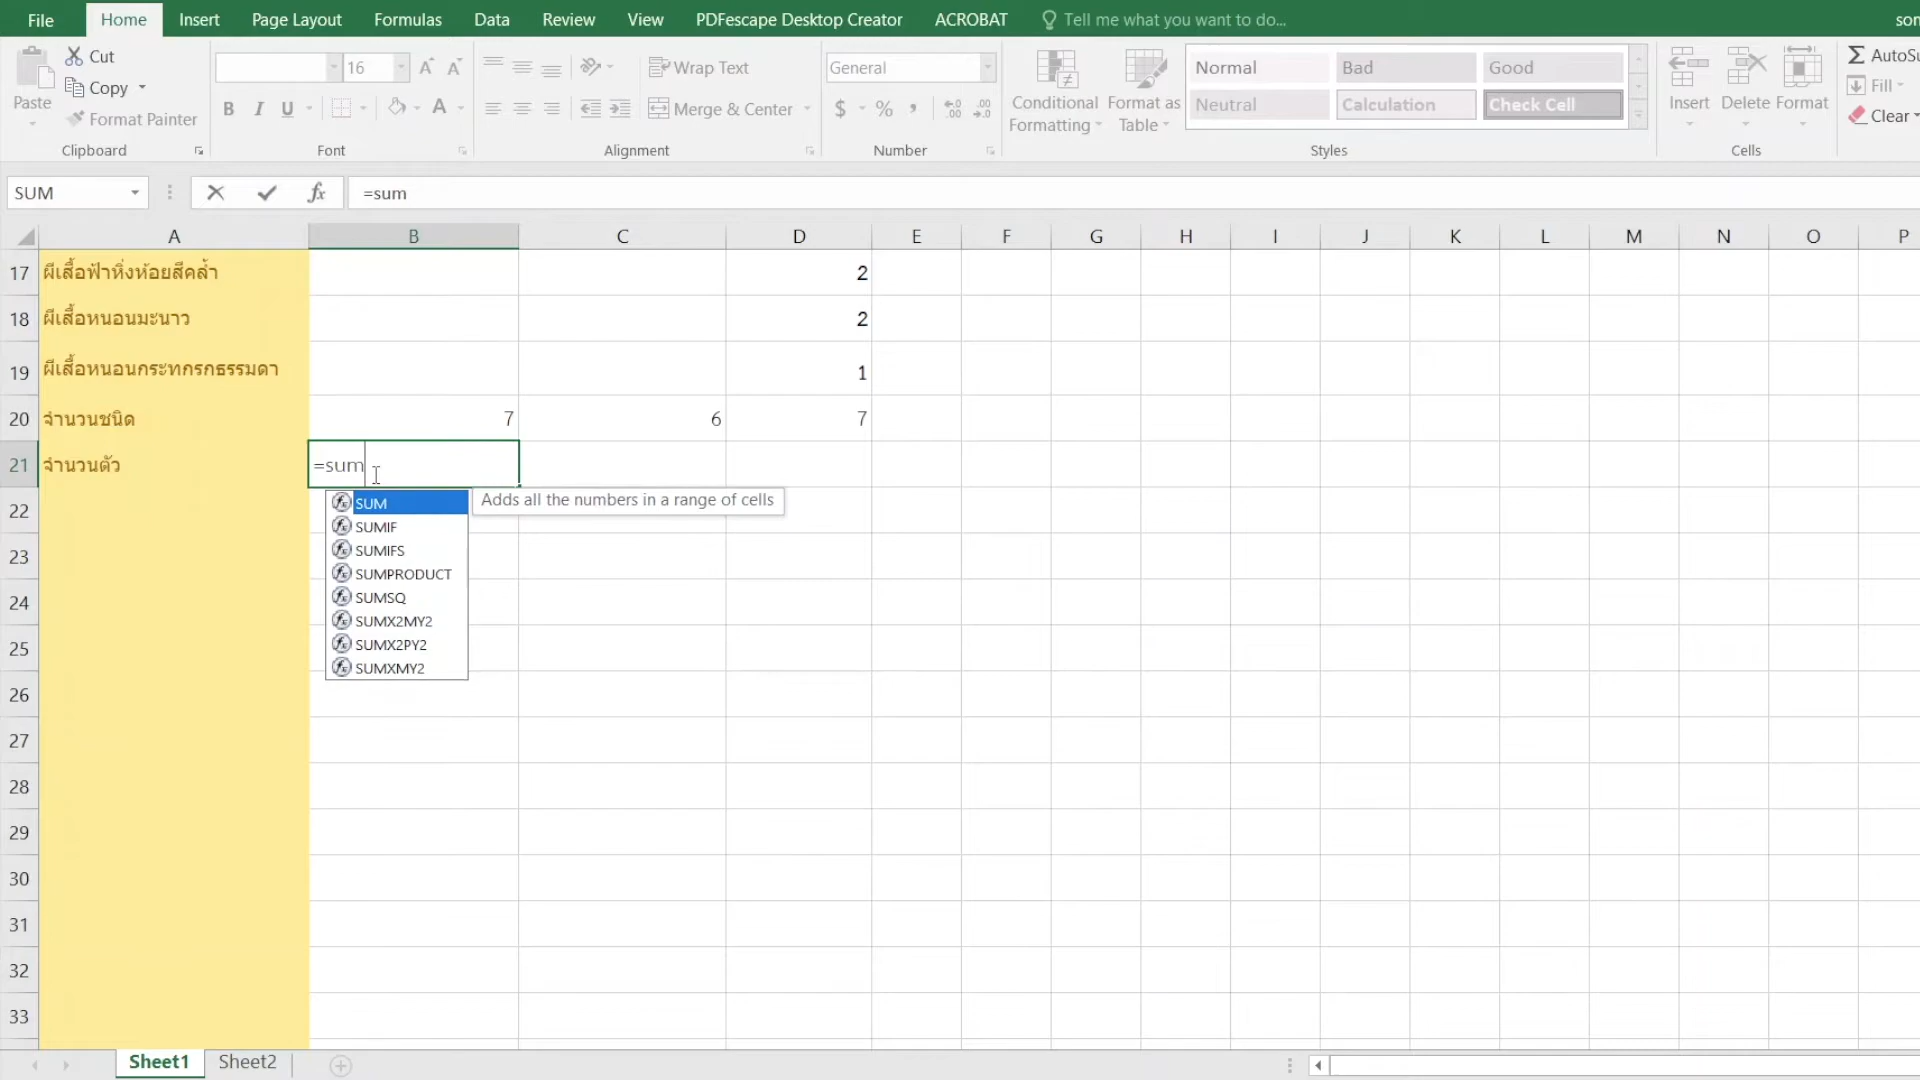 File Home Insert Page Layout Formulas Data Review View PDFescape Desktop Creator ACROBAT Tell me what you want to do...
Cut
Copy
Format Painter
Paste
Clipboard
16
B I U A
Font
Wrap Text
Merge & Center
Alignment
General
$ % ,
Number
Conditional Formatting
Format as Table
Normal Bad Good
Neutral Calculation Check Cell
Styles
Insert Delete Format
Cells
Fill
Clear
SUM fx =sum
A B C D E F G H I J K L M N O P
17 ผีเสื้อฟ้าหิ่งห้อยสีคล้ำ 2
18 ผีเสื้อหนอนมะนาว 2
19 ผีเสื้อหนอนกระทกรกธรรมดา 1
20 จำนวนชนิด 7 6 7
21 จำนวนตัว =sum
22
23
24
25
26
27
28
29
30
31
32
33
SUM Adds all the numbers in a range of cells
SUMIF
SUMIFS
SUMPRODUCT
SUMSQ
SUMX2MY2
SUMX2PY2
SUMXMY2
Sheet1 Sheet2